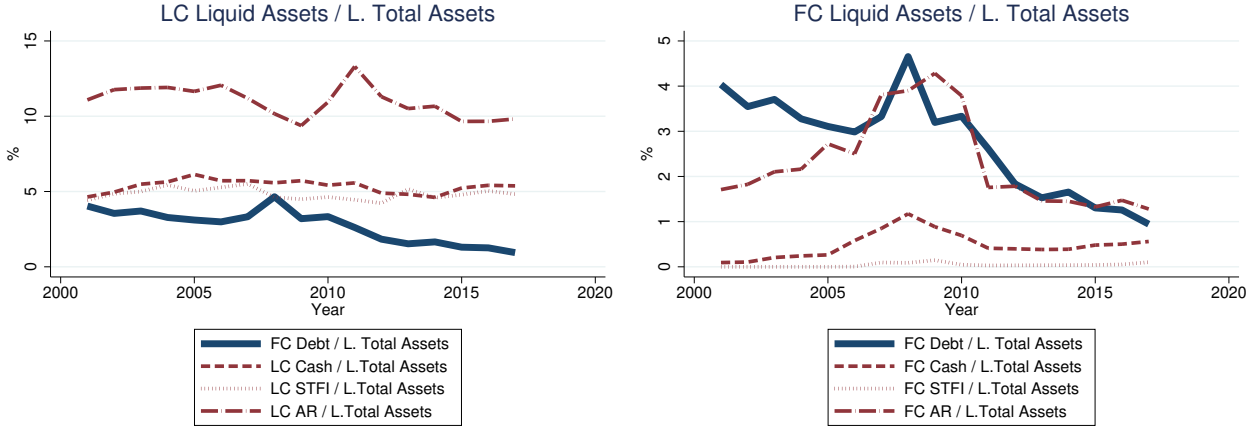 LC Liquid Assets / L. Total Assets
15
10
5
0
%
2000
2005
2010
2015
2020
Year
FC Debt / L. Total Assets
LC Cash / L.Total Assets
LC STFI / L.Total Assets
LC AR / L.Total Assets
FC Liquid Assets / L. Total Assets
5
4
3
2
1
0
%
2000
2005
2010
2015
2020
Year
FC Debt / L. Total Assets
FC Cash / L.Total Assets
FC STFI / L.Total Assets
FC AR / L.Total Assets